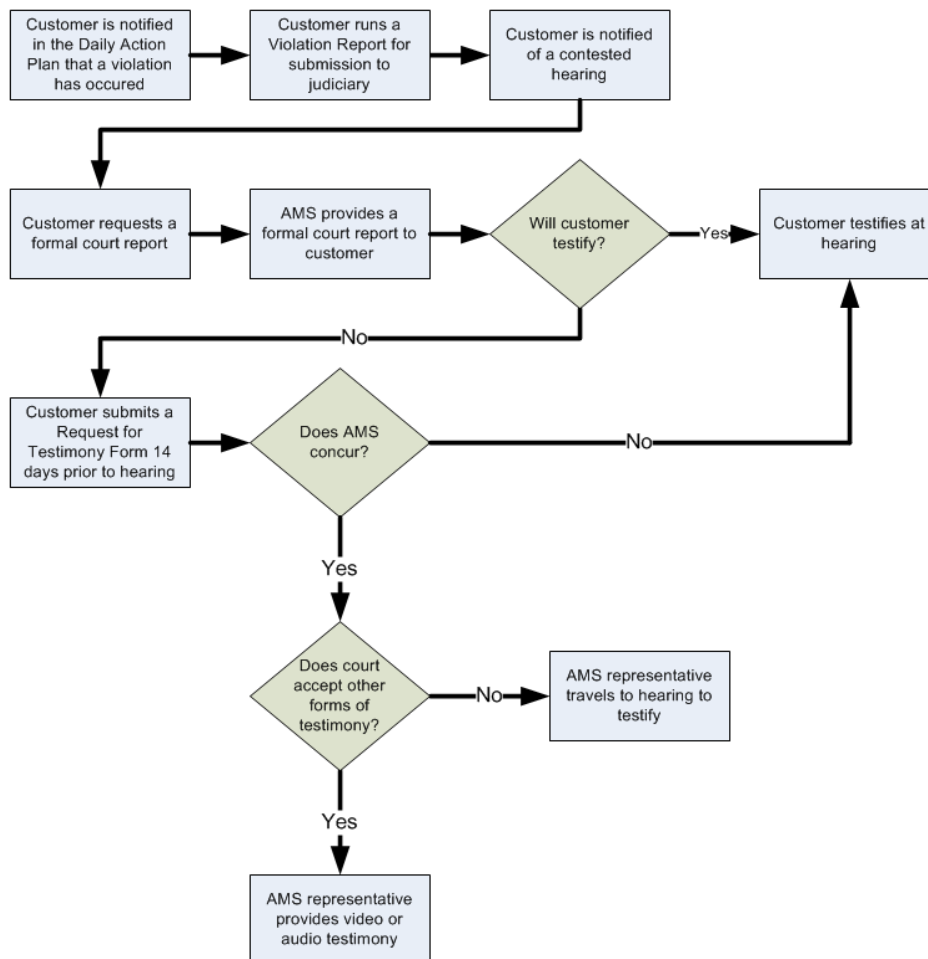 Customer is notified
in the Daily Action
Plan that a violation
has occured
Customer runs a
Violation Report for
submission to
judiciary
Customer is notified
of a contested
hearing
Customer requests a
formal court report
AMS provides a
formal court report to
customer
Will customer
testify?
Yes
Customer testifies at
hearing
No
Customer submits a
Request for
Testimony Form 14
days prior to hearing
Does AMS
concur?
No
Yes
Does court
accept other
forms of
testimony?
No
AMS representative
travels to hearing to
testify
Yes
AMS representative
provides video or
audio testimony